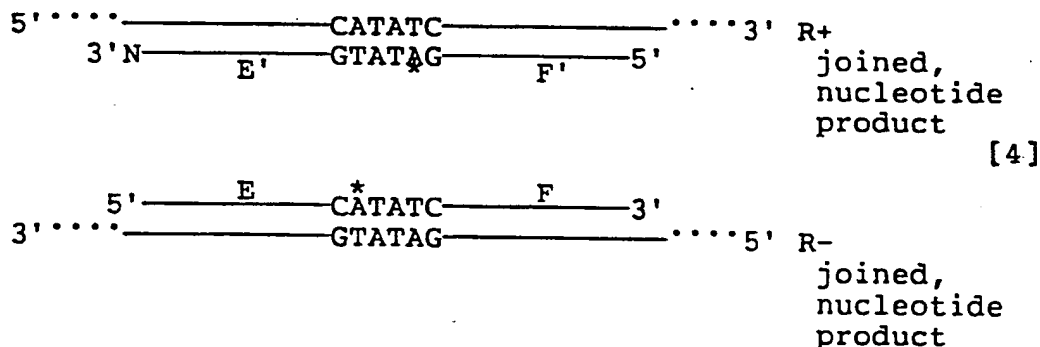 5'····CATATC····3' R+
3'N GTATAG 5' joined,
E' * F' nucleotide
product
[4]
E * F
5' CATATC 3'
3'····GTATAG····5' R-
joined,
nucleotide
product